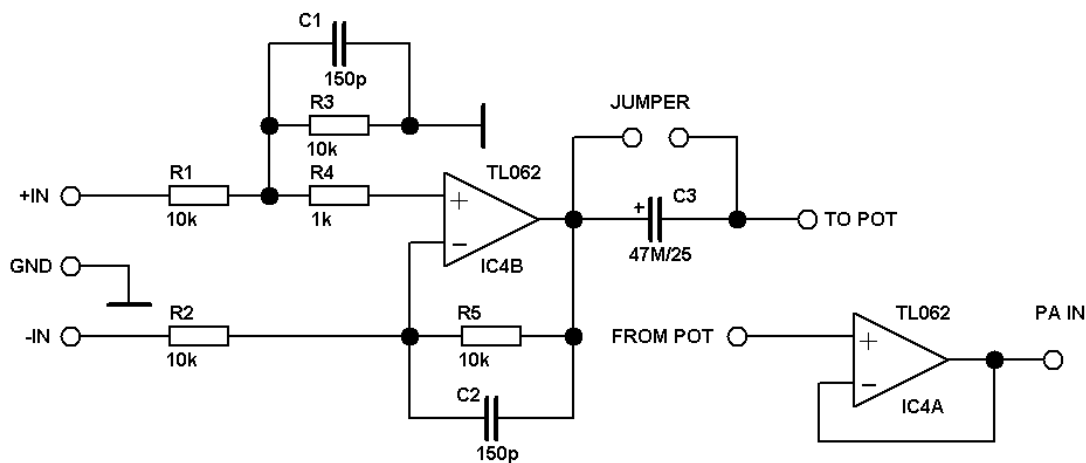 C1
150p
R3
10k
JUMPER
TL062
+IN
R1
10k
R4
1k
+
−
IC4B
+
C3
47M/25
TO POT
GND
-IN
R2
10k
R5
10k
C2
150p
FROM POT
TL062
+
−
IC4A
PA IN